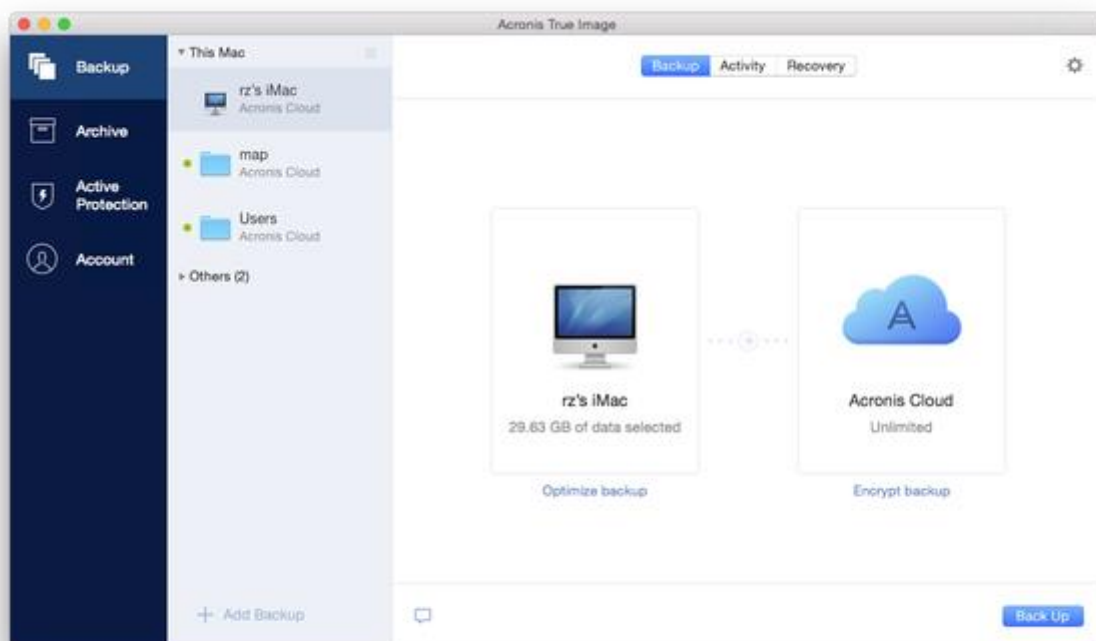 Acronis True Image
Backup
Archive
Active
Protection
Account
This Mac
rz's iMac
Acronis Cloud
map
Acronis Cloud
Users
Acronis Cloud
Others (2)
Add Backup
Backup Activity Recovery
rz's iMac
29.63 GB of data selected
Optimize backup
Acronis Cloud
Unlimited
Encrypt backup
Back Up